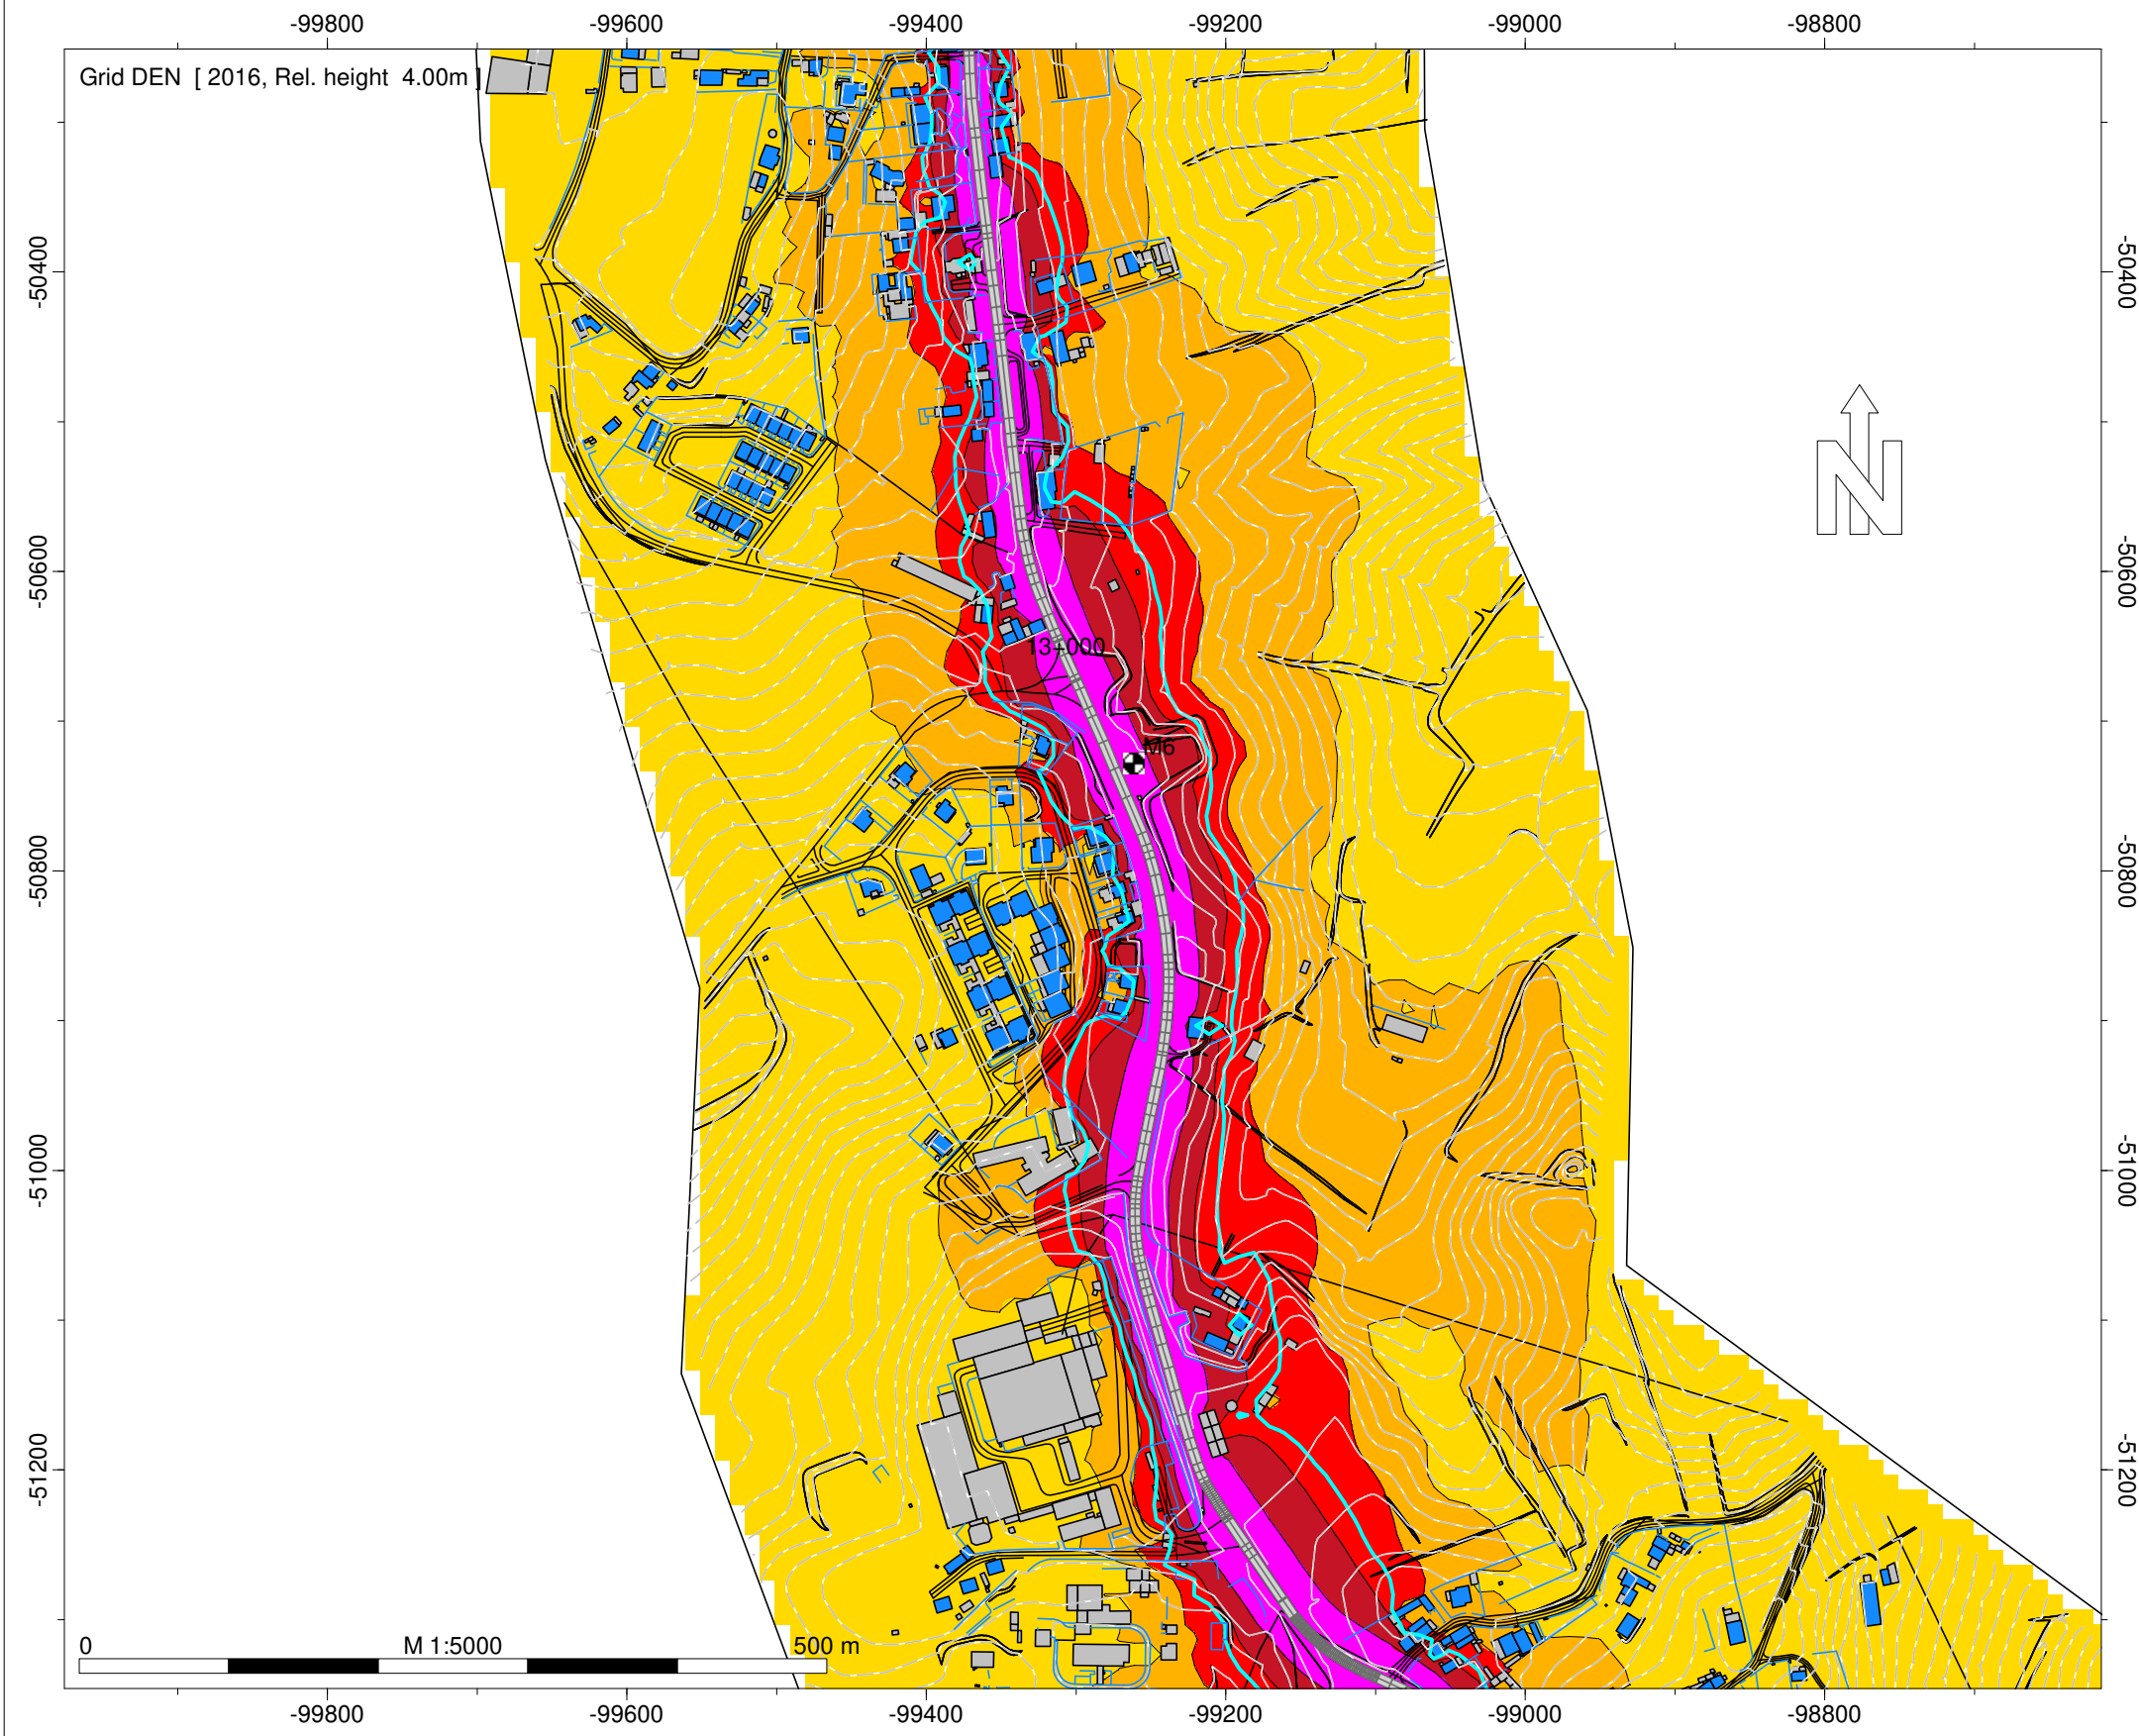 -99800 -99600 -99400 -99200 -99000 -98800
Grid DEN [ 2016, Rel. height 4.00m ]
-50400 -50400
N
-50600 -50600
13+000
M6
-50800 -50800
-51000 -51000
-51200 -51200
0 M 1:5000 500 m
-99800 -99600 -99400 -99200 -99000 -98800